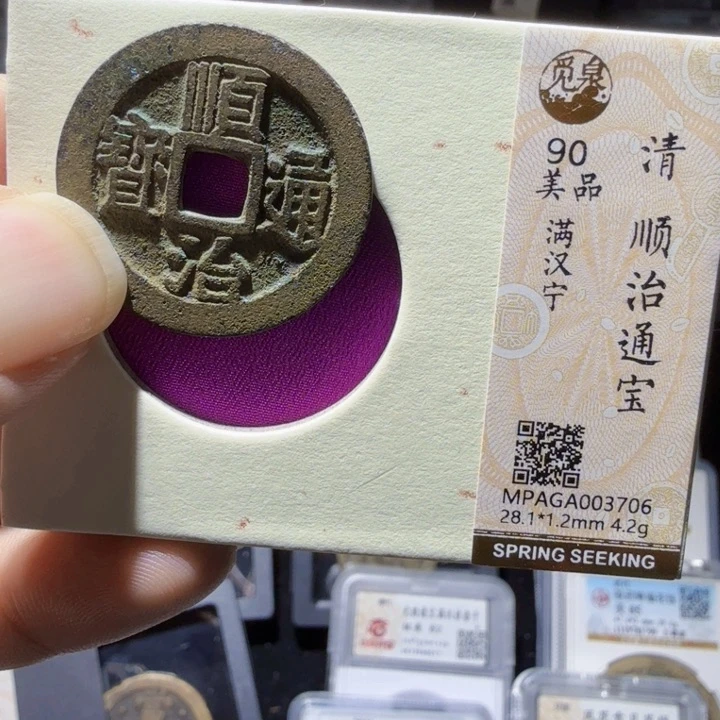 順治通寶
覓泉
90
美品
满汉宁
清 顺治通宝
MPAGA003706
28.1*1.2mm 4.2g
SPRING SEEKING